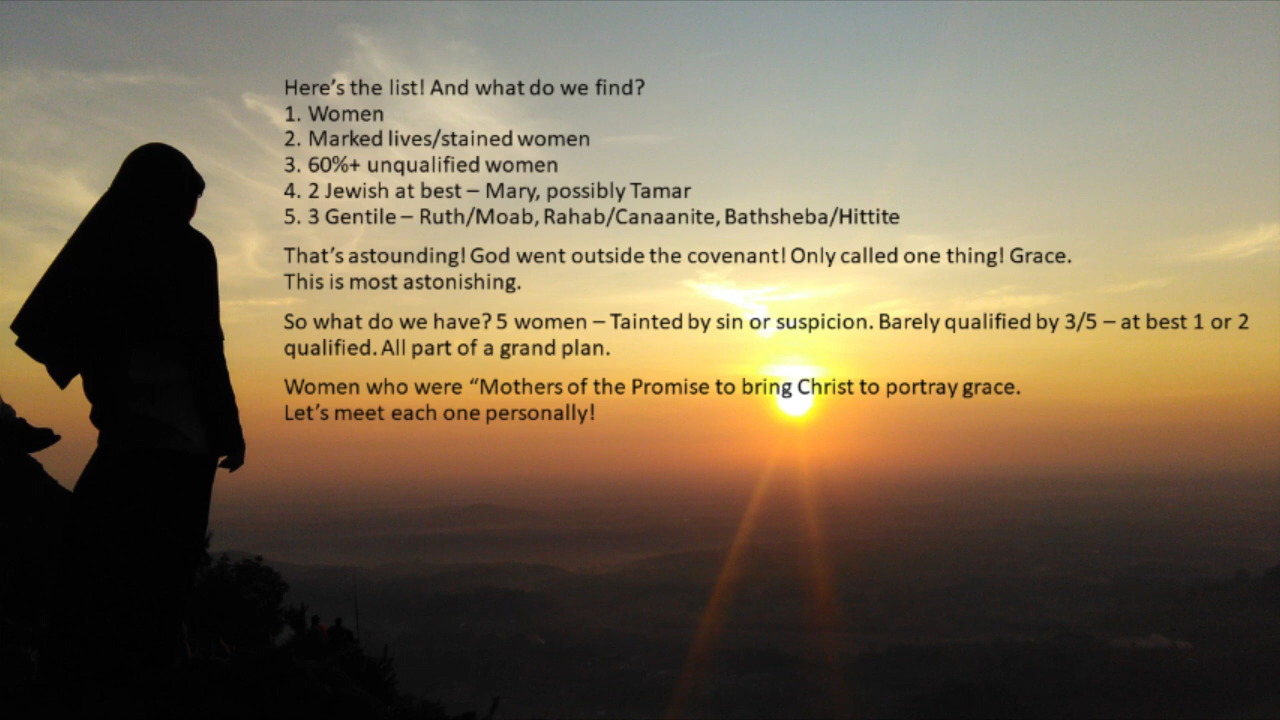 Here’s the list! And what do we find?
1. Women
2. Marked lives/stained women
3. 60%+ unqualified women
4. 2 Jewish at best – Mary, possibly Tamar
5. 3 Gentile – Ruth/Moab, Rahab/Canaanite, Bathsheba/Hittite
That’s astounding! God went outside the covenant! Only called one thing! Grace.
This is most astonishing.
So what do we have? 5 women – Tainted by sin or suspicion. Barely qualified by 3/5 – at best 1 or 2
qualified. All part of a grand plan.
Women who were “Mothers of the Promise to bring Christ to portray grace.
Let’s meet each one personally!